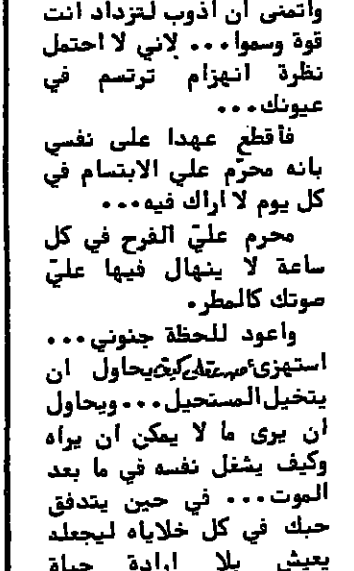 واتمنى ان اذوب لتزداد انت
قوة وسموا... لاني لا احتمل
نظرة انهزام ترتسم في
عيونك...
فأقطع عهدا على نفسي
بانه محرّم علي الابتسام في
كل يوم لا اراك فيه...
محرم عليّ الفرح في كل
ساعة لا ينهال فيها عليّ
صوتك كالمطر.
واعود للحظة جنوني...
استهزىء يحاول ان
يتخيل المستحيل... ويحاول
ان يرى ما لا يمكن ان يراه
وكيف يشغل نفسه في ما بعد
الموت... في حين يتدفق
حبك في كل خلاياه ليجعله
يعيش بلا ارادة حياة